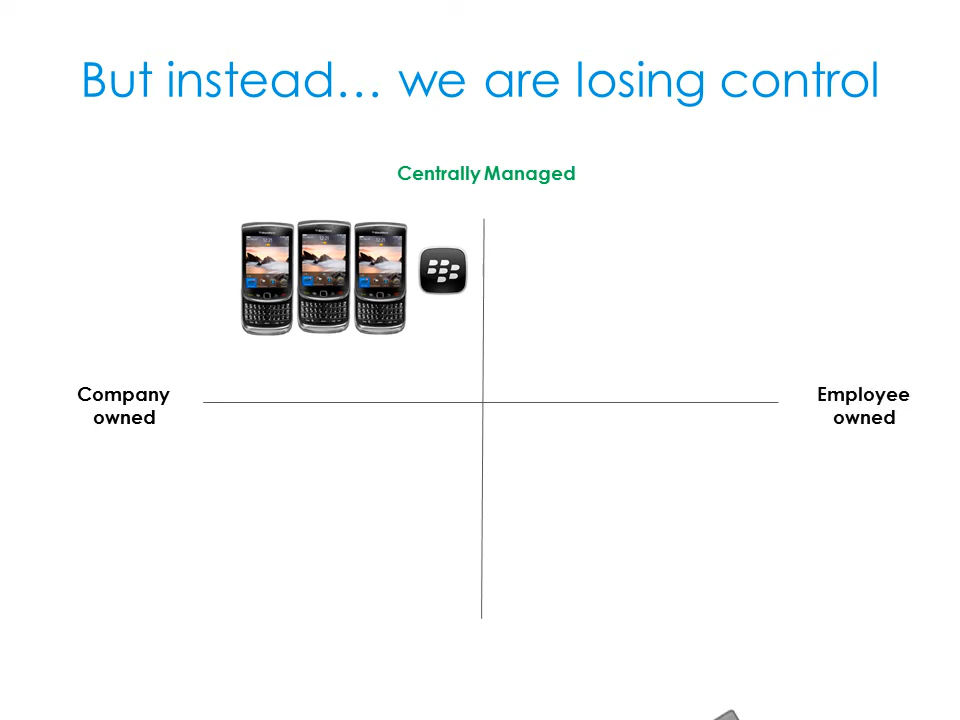 But instead… we are losing control
Centrally Managed
Company
owned
Employee
owned